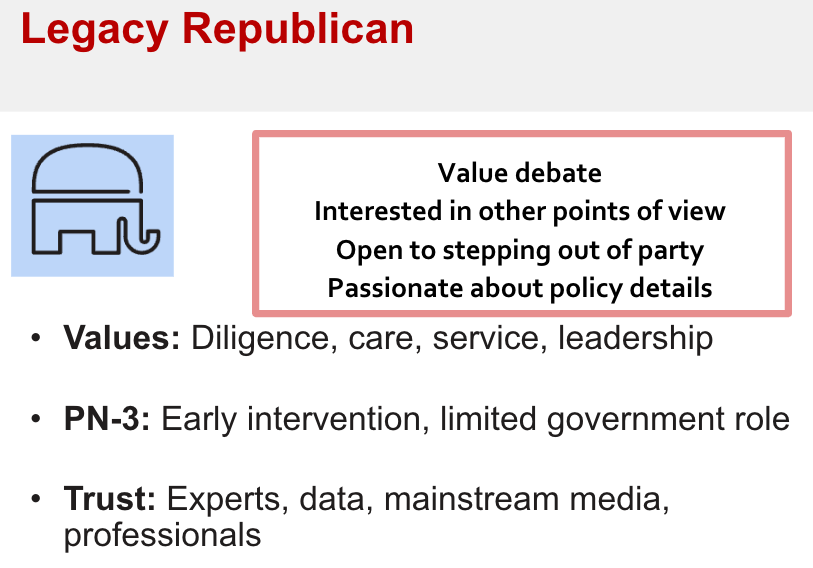 Legacy Republican
Value debate
Interested in other points of view
Open to stepping out of party
Passionate about policy details
• Values: Diligence, care, service, leadership
• PN-3: Early intervention, limited government role
• Trust: Experts, data, mainstream media,
professionals